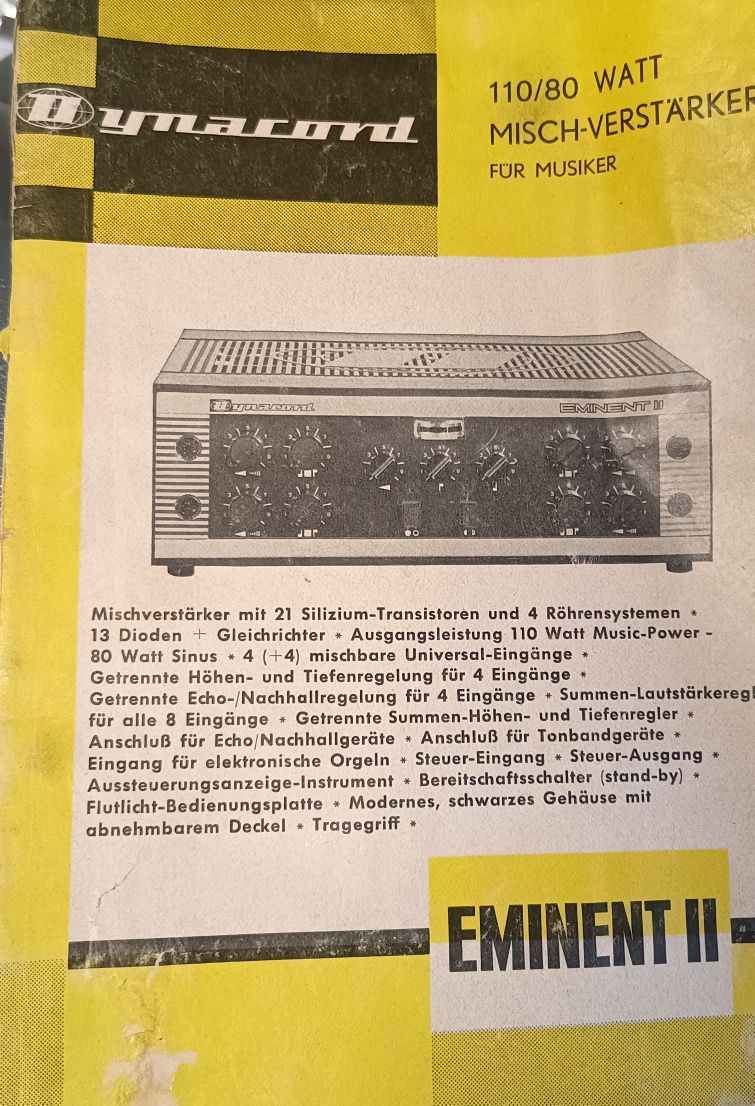 Dynacord
110/80 WATT
MISCH-VERSTÄRKER
FÜR MUSIKER
Dynacord
EMINENT II
Mischverstärker mit 21 Silizium-Transistoren und 4 Röhrensystemen *
13 Dioden + Gleichrichter * Ausgangsleistung 110 Watt Music-Power -
80 Watt Sinus * 4 (+4) mischbare Universal-Eingänge *
Getrennte Höhen- und Tiefenregelung für 4 Eingänge *
Getrennte Echo-/Nachhallregelung für 4 Eingänge * Summen-Lautstärkeregl
für alle 8 Eingänge * Getrennte Summen-Höhen- und Tiefenregler *
Anschluß für Echo/Nachhallgeräte * Anschluß für Tonbandgeräte *
Eingang für elektronische Orgeln * Steuer-Eingang * Steuer-Ausgang *
Aussteuerungsanzeige-Instrument * Bereitschaftsschalter (stand-by) *
Flutlicht-Bedienungsplatte * Modernes, schwarzes Gehäuse mit
abnehmbarem Deckel * Tragegriff *
EMINENT II